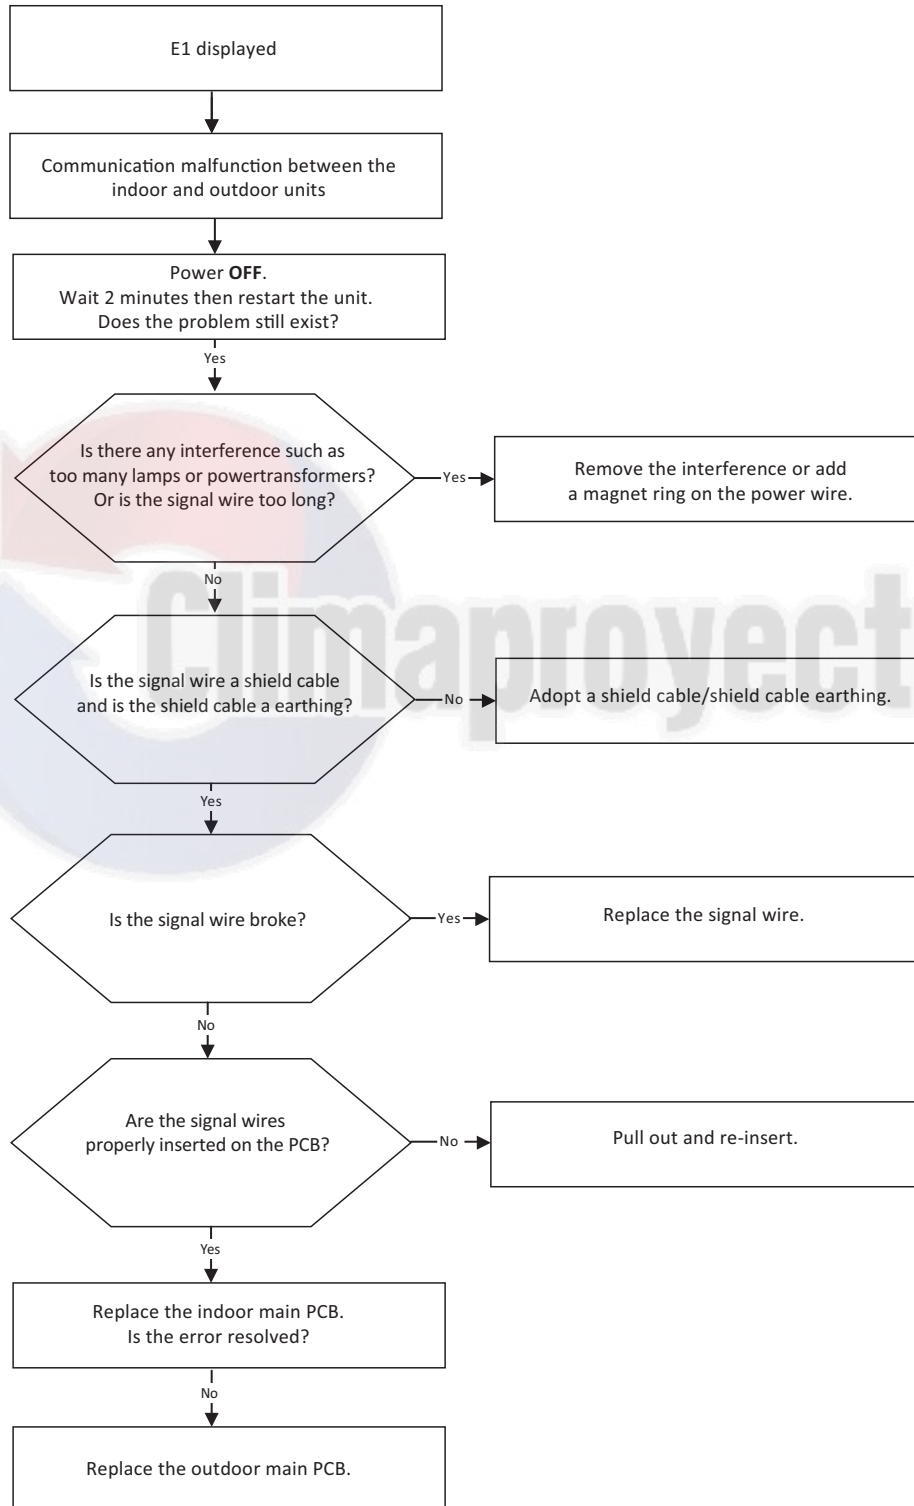 E1 displayed
Communication malfunction between the
indoor and outdoor units
Power OFF.
Wait 2 minutes then restart the unit.
Does the problem still exist?
Yes
Is there any interference such as
too many lamps or powertransformers?
Or is the signal wire too long?
Yes
Remove the interference or add
a magnet ring on the power wire.
No
Climaproyect
Is the signal wire a shield cable
and is the shield cable a earthing?
No
Adopt a shield cable/shield cable earthing.
Yes
Is the signal wire broke?
Yes
Replace the signal wire.
No
Are the signal wires
properly inserted on the PCB?
No
Pull out and re-insert.
Yes
Replace the indoor main PCB.
Is the error resolved?
No
Replace the outdoor main PCB.